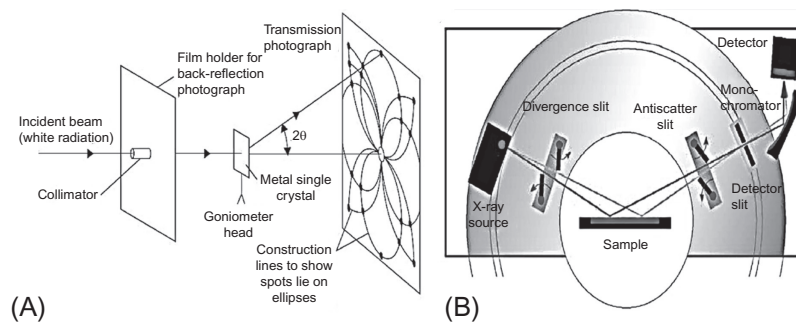 Film holder for
back-reflection
photograph
Transmission
photograph
Incident beam
(white radiation)
2θ
Collimator
Metal single
crystal
Goniometer
head
Construction
lines to show
spots lie on
ellipses
(A)
Detector
Mono-
chromator
Divergence slit
Antiscatter
slit
X-ray
source
Detector
slit
Sample
(B)